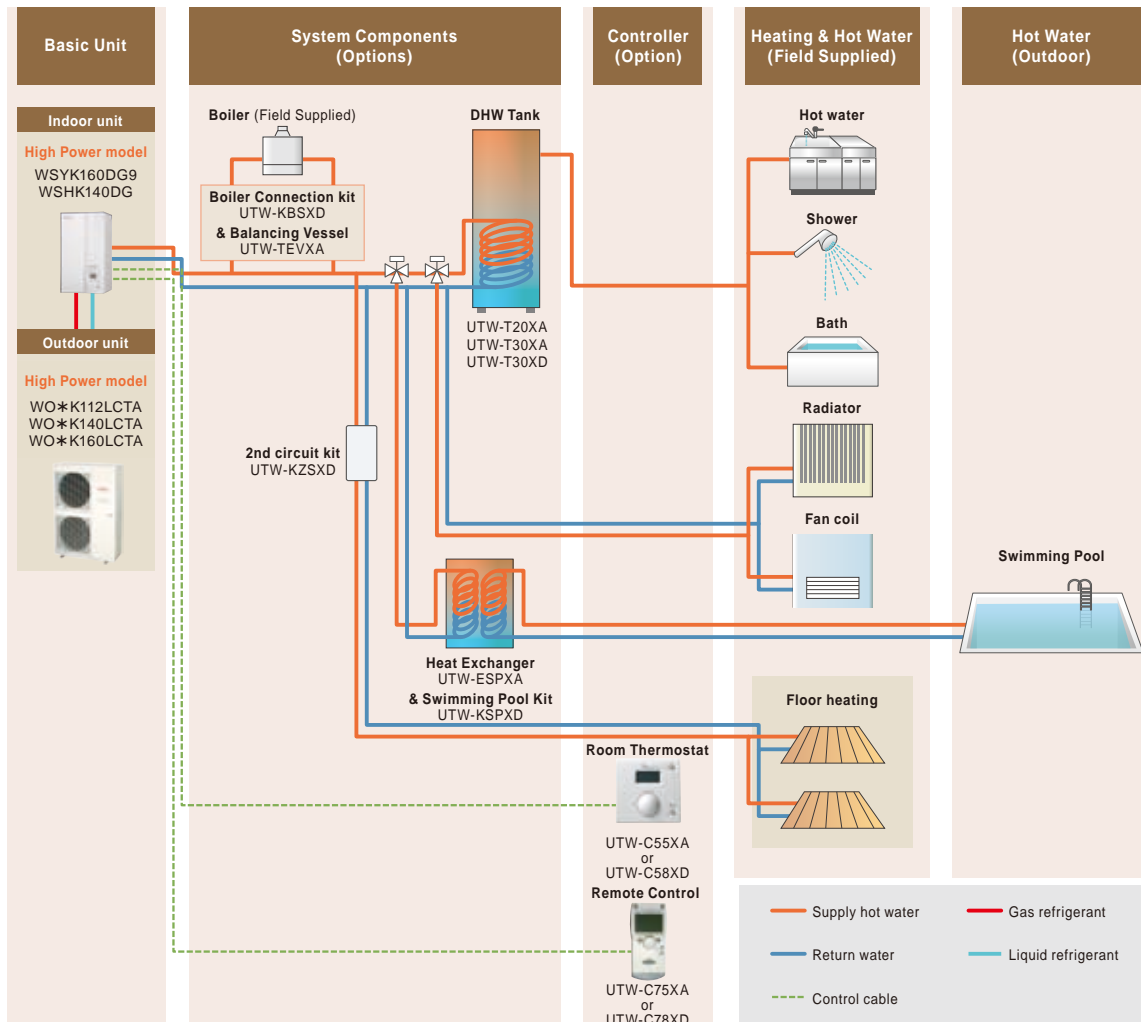 Basic Unit
System Components
(Options)
Controller
(Option)
Heating & Hot Water
(Field Supplied)
Hot Water
(Outdoor)
Indoor unit
High Power model
WSYK160DG9
WSHK140DG
Outdoor unit
High Power model
WO*K112LCTA
WO*K140LCTA
WO*K160LCTA
Boiler (Field Supplied)
Boiler Connection kit
UTW-KBSXD
& Balancing Vessel
UTW-TEVXA
DHW Tank
UTW-T20XA
UTW-T30XA
UTW-T30XD
2nd circuit kit
UTW-KZSXD
Heat Exchanger
UTW-ESPXA
& Swimming Pool Kit
UTW-KSPXD
Room Thermostat
UTW-C55XA
or
UTW-C58XD
Remote Control
UTW-C75XA
or
UTW-C78XD
Hot water
Shower
Bath
Radiator
Fan coil
Floor heating
Swimming Pool
Supply hot water
Return water
Control cable
Gas refrigerant
Liquid refrigerant